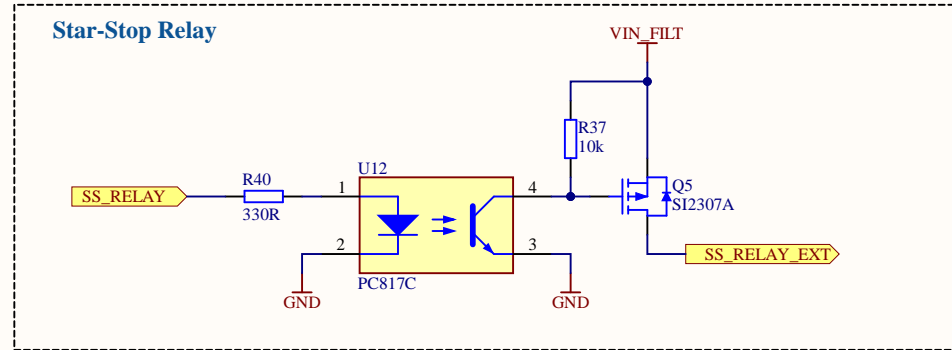 Star-Stop Relay
VIN_FILT
R37
10k
U12
R40
1
4
Q5
SS_RELAY
SI2307A
330R
2
3
SS_RELAY_EXT
PC817C
GND
GND